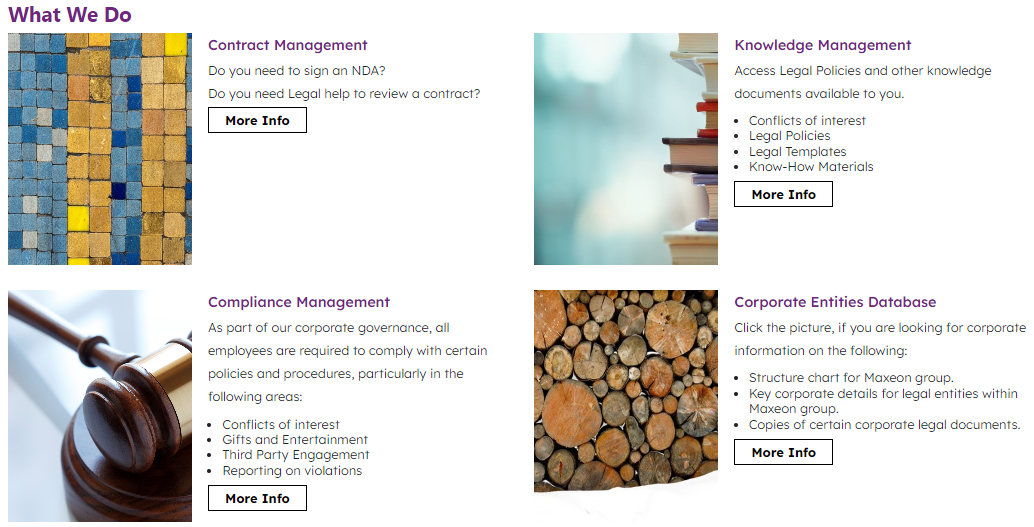 What We Do
Contract Management
Do you need to sign an NDA?
Do you need Legal help to review a contract?
More Info
Knowledge Management
Access Legal Policies and other knowledge
documents available to you.
• Conflicts of interest
• Legal Policies
• Legal Templates
• Know-How Materials
More Info
Compliance Management
As part of our corporate governance, all
employees are required to comply with certain
policies and procedures, particularly in the
following areas:
• Conflicts of interest
• Gifts and Entertainment
• Third Party Engagement
• Reporting on violations
More Info
Corporate Entities Database
Click the picture, if you are looking for corporate
information on the following:
• Structure chart for Maxeon group.
• Key corporate details for legal entities within
Maxeon group.
• Copies of certain corporate legal documents.
More Info